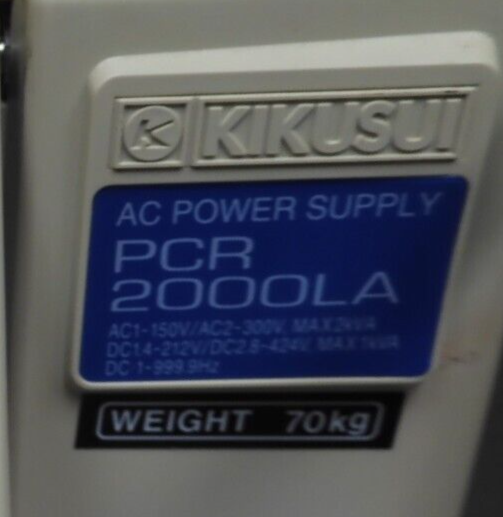 K KIKUSUI
AC POWER SUPPLY
PCR
2000LA
AC1-150V/AC2-300V, MAX2kVA
DC1.4-212V/DC2.8-424V, MAX1kVA
DC 1-999.9Hz
WEIGHT 70kg